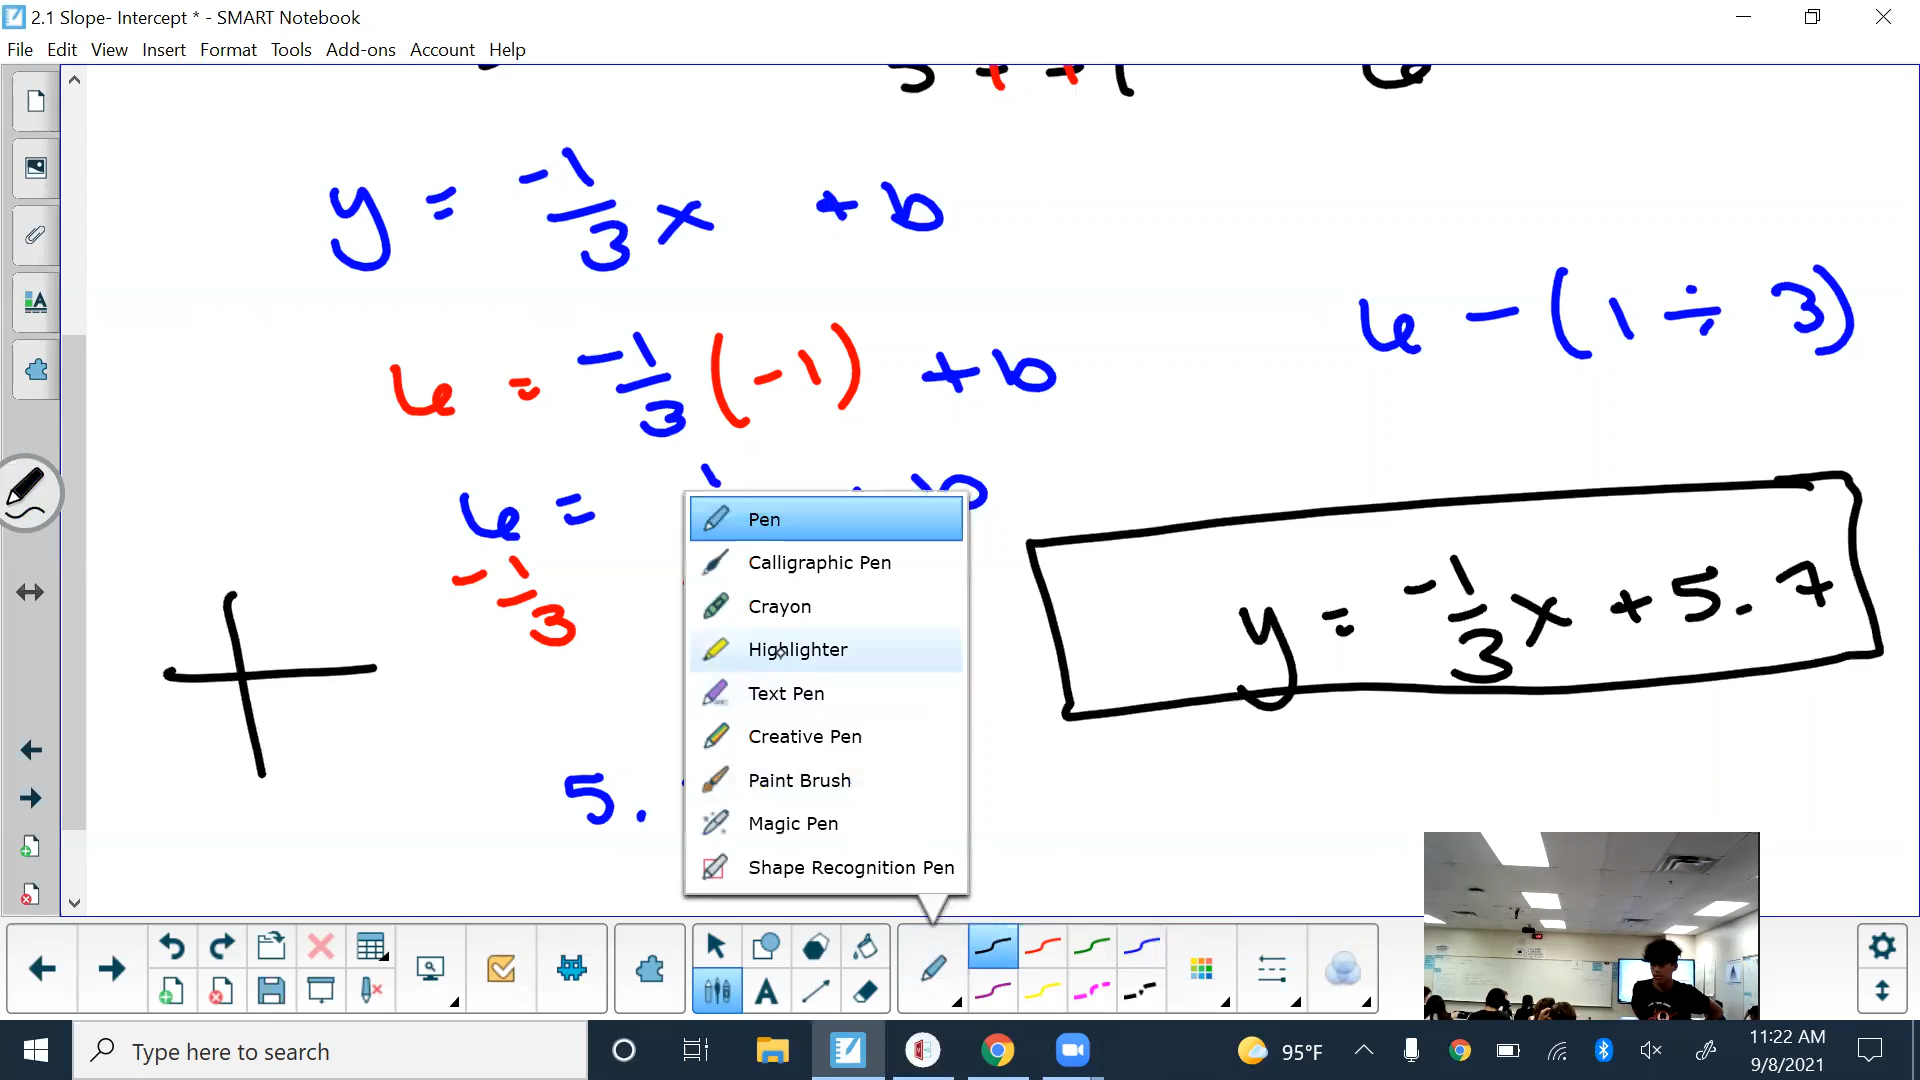 2.1 Slope- Intercept * - SMART Notebook
File Edit View Insert Format Tools Add-ons Account Help
y = -1/3 x + b
6 - (1 ÷ 3)
6 = -1/3 (-1) + b
6 =
-1/3
y = -1/3 x + 5.7
5.
Pen
Calligraphic Pen
Crayon
Highlighter
Text Pen
Creative Pen
Paint Brush
Magic Pen
Shape Recognition Pen
A
Type here to search
95°F
11:22 AM
9/8/2021